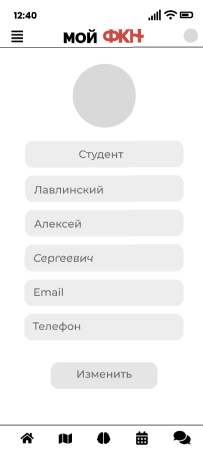 12:40
МОЙ ФКН
Студент
Лавлинский
Алексей
Сергеевич
Email
Телефон
Изменить